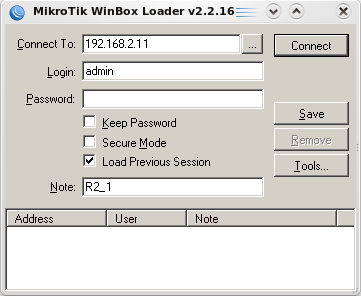 MikroTik WinBox Loader v2.2.16
Connect To: 192.168.2.11 ... Connect
Login: admin
Password:
Keep Password
Secure Mode
Load Previous Session
Save
Remove
Tools...
Note: R2_1
Address User Note